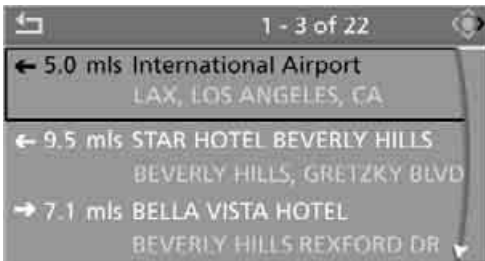 1 - 3 of 22
5.0 mls International Airport
LAX, LOS ANGELES, CA
9.5 mls STAR HOTEL BEVERLY HILLS
BEVERLY HILLS, GRETZKY BLVD
7.1 mls BELLA VISTA HOTEL
BEVERLY HILLS REXFORD DR